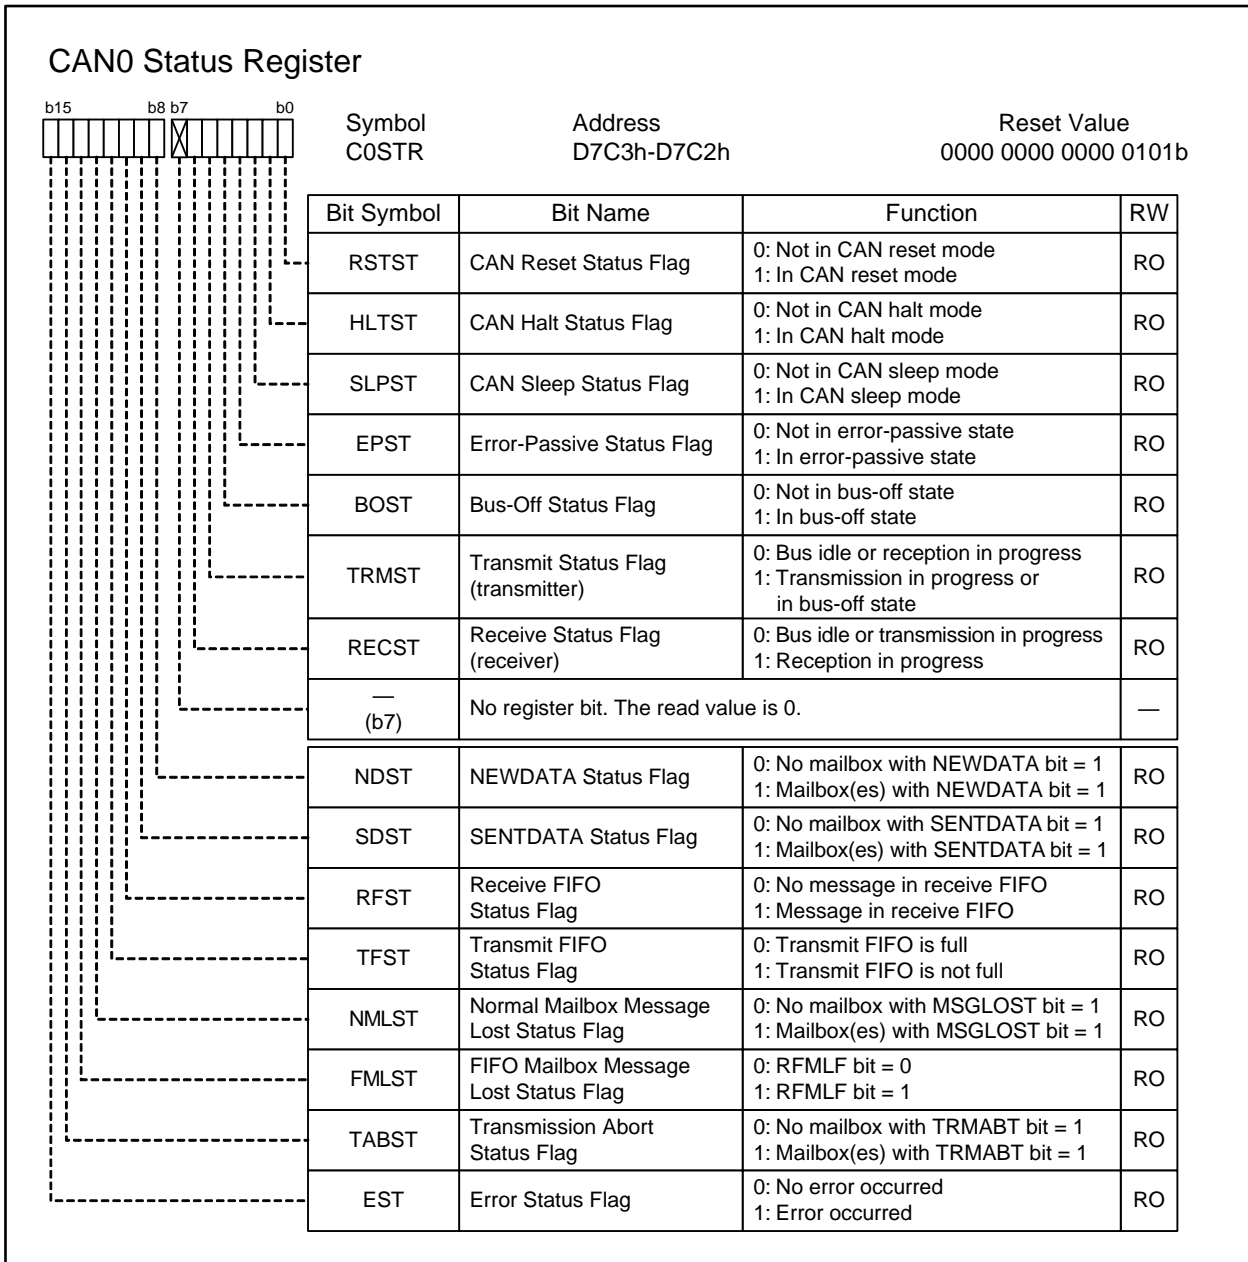 CAN0 Status Register
b15 b8 b7 b0
Symbol Address Reset Value
C0STR D7C3h-D7C2h 0000 0000 0000 0101b
Bit Symbol Bit Name Function RW
RSTST CAN Reset Status Flag 0: Not in CAN reset mode
1: In CAN reset mode RO
HLTST CAN Halt Status Flag 0: Not in CAN halt mode
1: In CAN halt mode RO
SLPST CAN Sleep Status Flag 0: Not in CAN sleep mode
1: In CAN sleep mode RO
EPST Error-Passive Status Flag 0: Not in error-passive state
1: In error-passive state RO
BOST Bus-Off Status Flag 0: Not in bus-off state
1: In bus-off state RO
TRMST Transmit Status Flag
(transmitter) 0: Bus idle or reception in progress
1: Transmission in progress or
in bus-off state RO
RECST Receive Status Flag
(receiver) 0: Bus idle or transmission in progress
1: Reception in progress RO
—
(b7) No register bit. The read value is 0. —
NDST NEWDATA Status Flag 0: No mailbox with NEWDATA bit = 1
1: Mailbox(es) with NEWDATA bit = 1 RO
SDST SENTDATA Status Flag 0: No mailbox with SENTDATA bit = 1
1: Mailbox(es) with SENTDATA bit = 1 RO
RFST Receive FIFO
Status Flag 0: No message in receive FIFO
1: Message in receive FIFO RO
TFST Transmit FIFO
Status Flag 0: Transmit FIFO is full
1: Transmit FIFO is not full RO
NMLST Normal Mailbox Message
Lost Status Flag 0: No mailbox with MSGLOST bit = 1
1: Mailbox(es) with MSGLOST bit = 1 RO
FMLST FIFO Mailbox Message
Lost Status Flag 0: RFMLF bit = 0
1: RFMLF bit = 1 RO
TABST Transmission Abort
Status Flag 0: No mailbox with TRMABT bit = 1
1: Mailbox(es) with TRMABT bit = 1 RO
EST Error Status Flag 0: No error occurred
1: Error occurred RO